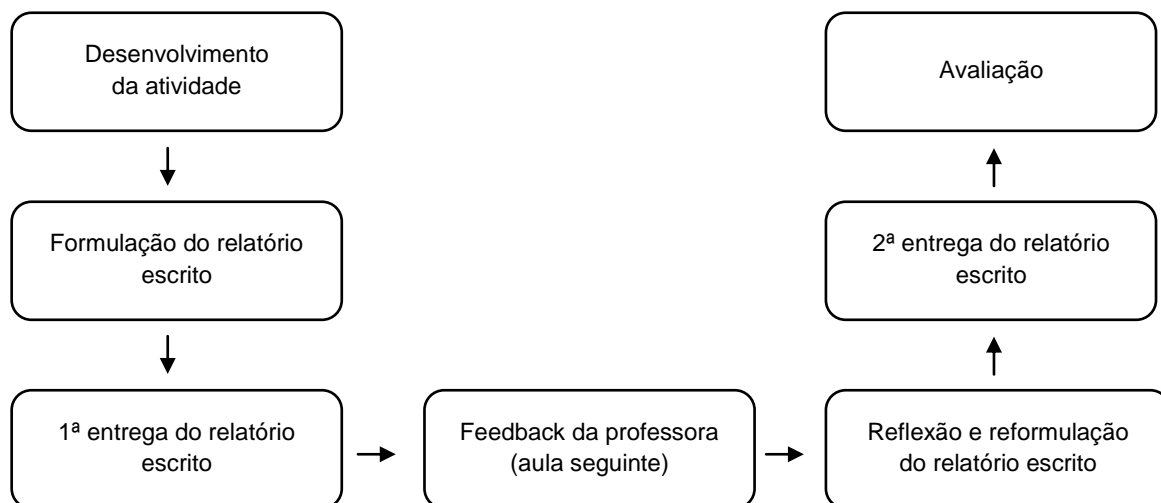 Desenvolvimento
da atividade
Formulação do relatório
escrito
1ª entrega do relatório
escrito
Feedback da professora
(aula seguinte)
Reflexão e reformulação
do relatório escrito
2ª entrega do relatório
escrito
Avaliação